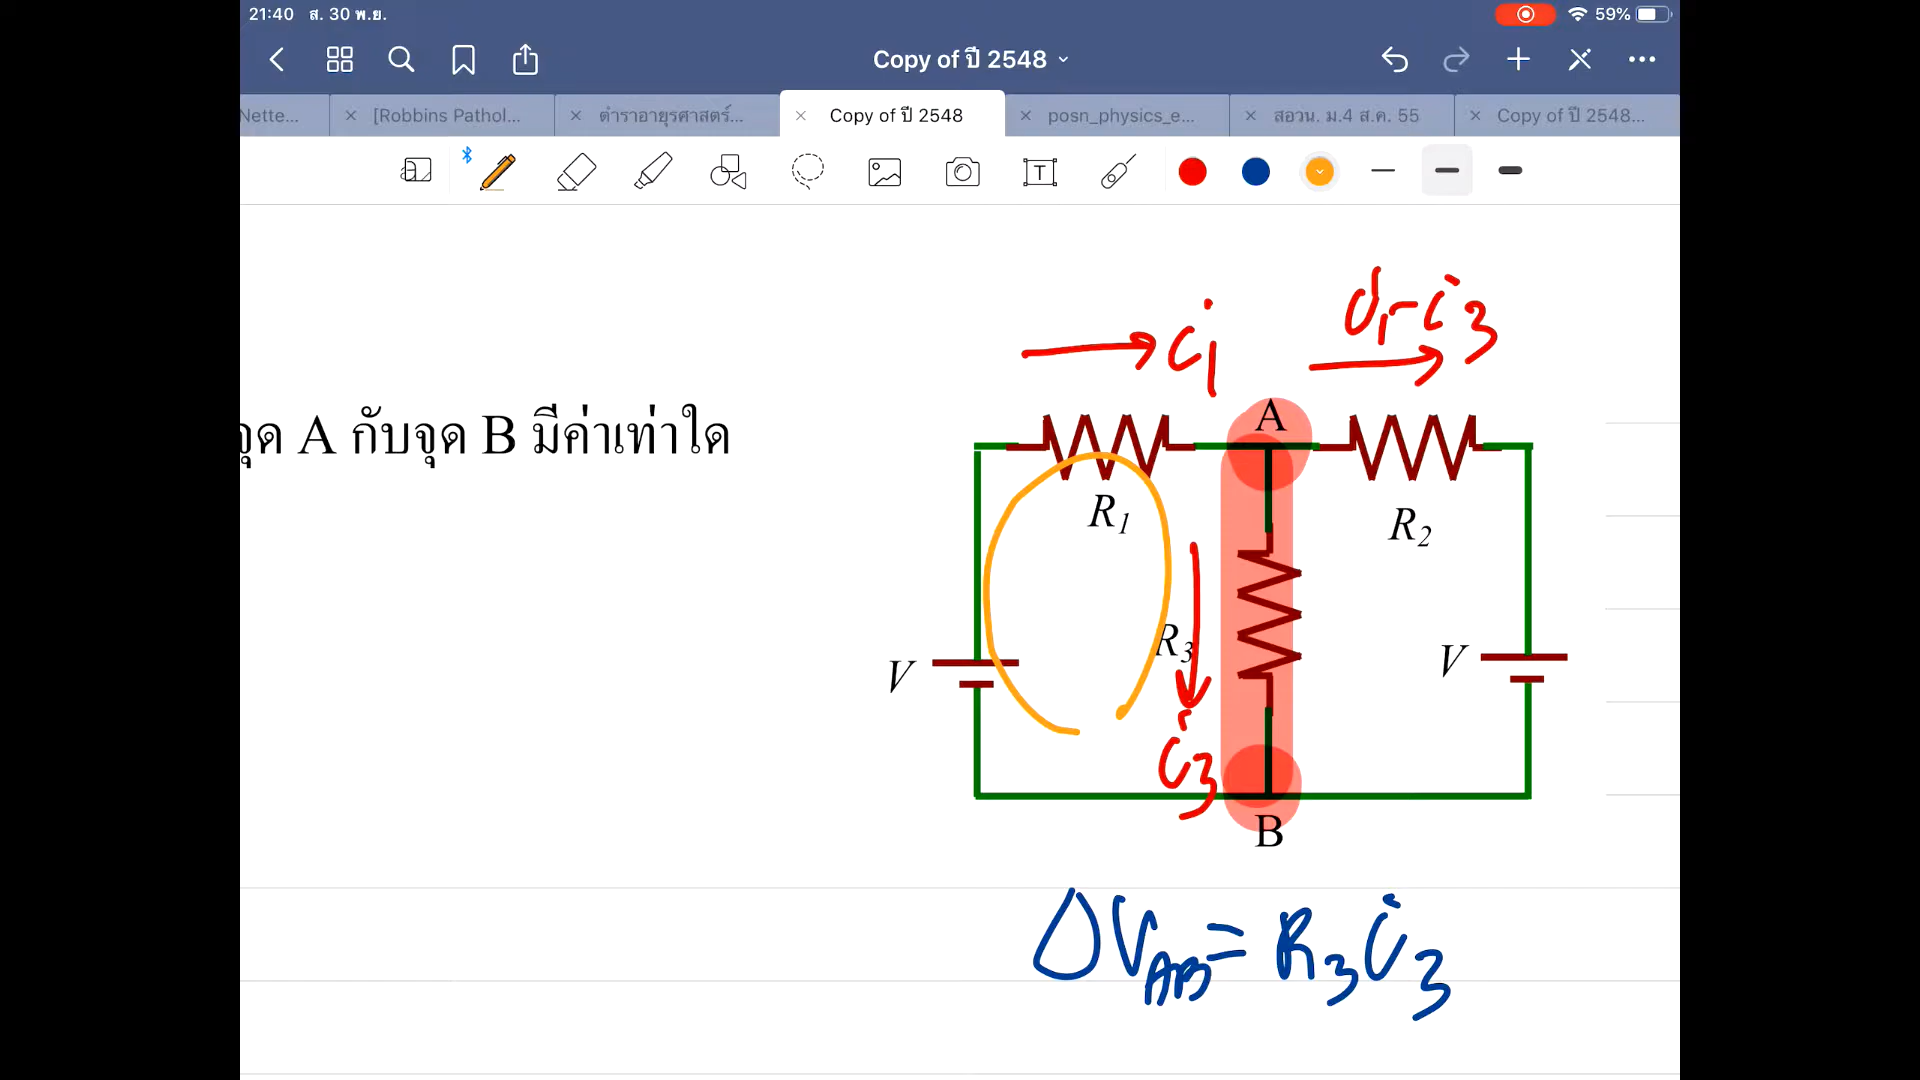 21:40 ส. 30 พ.ย. 59%
Copy of ปี 2548
Nette... [Robbins Pathol... ตำราอายุรศาสตร์... Copy of ปี 2548 posn_physics_e... สอวน. ม.4 ส.ค. 55 Copy of ปี 2548...
T
i₁ i₁-i₃
จุด A กับจุด B มีค่าเท่าใด
A
R₁ R₂
R₃
V V
i₃
B
ΔV_AB = R₃i₃